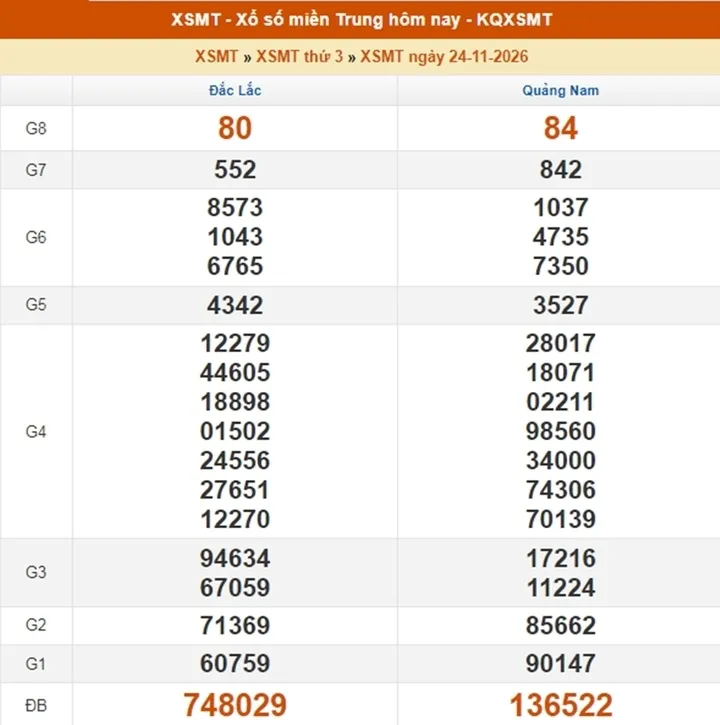 XSMT - Xổ số miền Trung hôm nay - KQXSMT
XSMT » XSMT thứ 3 » XSMT ngày 24-11-2026
Đắc Lắc Quảng Nam
G8 80 84
G7 552 842
8573 1037
G6 1043 4735
6765 7350
G5 4342 3527
12279 28017
44605 18071
18898 02211
G4 01502 98560
24556 34000
27651 74306
12270 70139
G3 94634 17216
67059 11224
G2 71369 85662
G1 60759 90147
ĐB 748029 136522